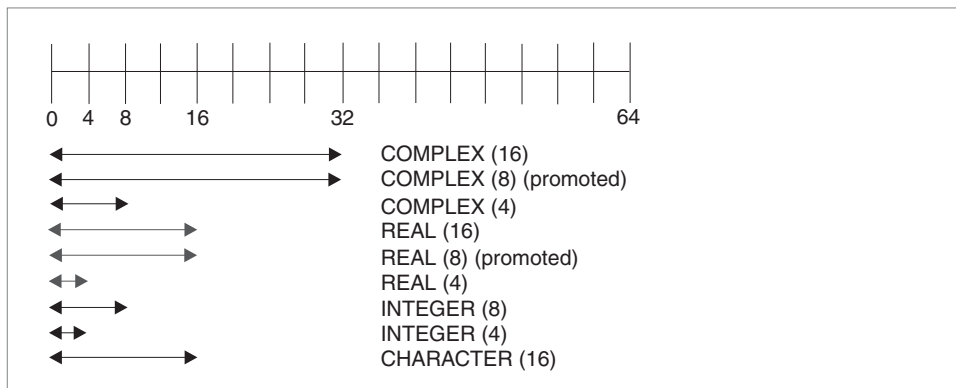 0 4 8 16 32 64
COMPLEX (16)
COMPLEX (8) (promoted)
COMPLEX (4)
REAL (16)
REAL (8) (promoted)
REAL (4)
INTEGER (8)
INTEGER (4)
CHARACTER (16)